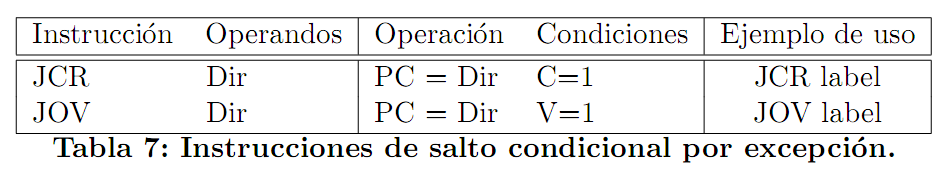 Instrucción Operandos Operación Condiciones Ejemplo de uso
JCR Dir PC = Dir C=1 JCR label
JOV Dir PC = Dir V=1 JOV label
Tabla 7: Instrucciones de salto condicional por excepción.